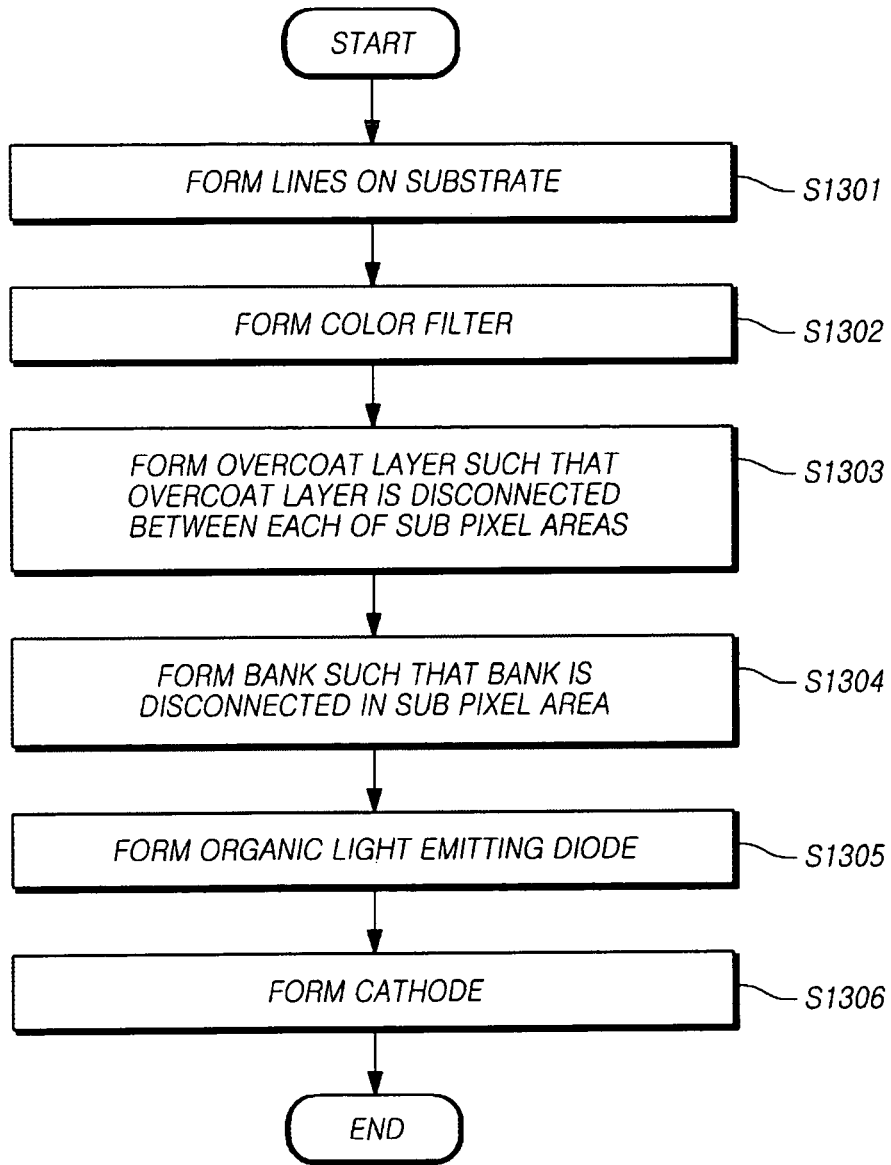 START
FORM LINES ON SUBSTRATE
S1301
FORM COLOR FILTER
S1302
FORM OVERCOAT LAYER SUCH THAT
OVERCOAT LAYER IS DISCONNECTED
BETWEEN EACH OF SUB PIXEL AREAS
S1303
FORM BANK SUCH THAT BANK IS
DISCONNECTED IN SUB PIXEL AREA
S1304
FORM ORGANIC LIGHT EMITTING DIODE
S1305
FORM CATHODE
S1306
END